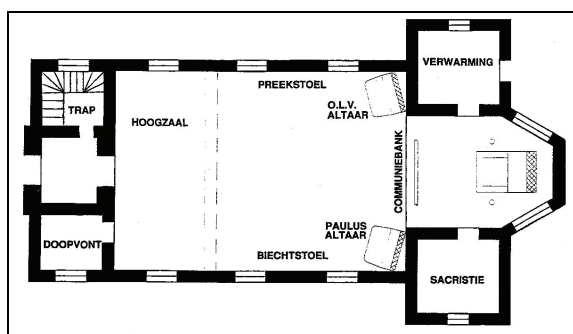 VERWARMING
PREEKSTOEL
TRAP
O.L.V.
ALTAAR
HOOGZAAL
COMMUNIEBANK
PAULUS
ALTAAR
DOOPVONT
BIECHTSTOEL
SACRISTIE